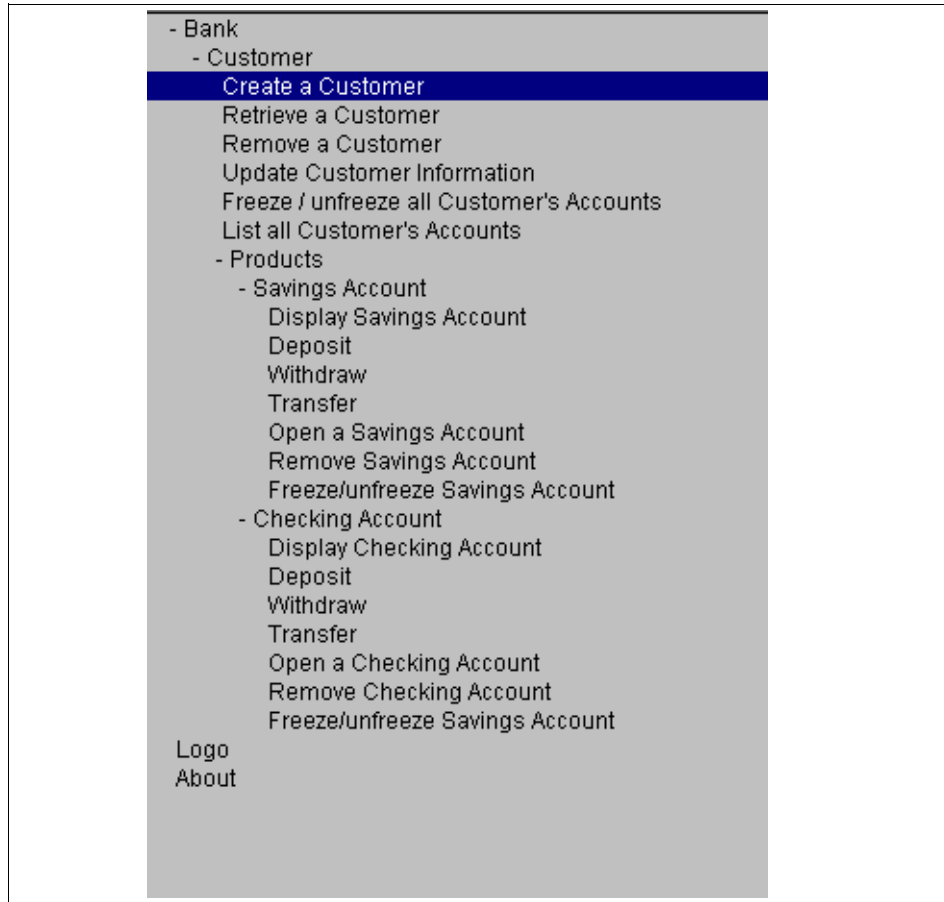 - Bank
- Customer
Create a Customer
Retrieve a Customer
Remove a Customer
Update Customer Information
Freeze / unfreeze all Customer's Accounts
List all Customer's Accounts
- Products
- Savings Account
Display Savings Account
Deposit
Withdraw
Transfer
Open a Savings Account
Remove Savings Account
Freeze/unfreeze Savings Account
- Checking Account
Display Checking Account
Deposit
Withdraw
Transfer
Open a Checking Account
Remove Checking Account
Freeze/unfreeze Savings Account
Logo
About